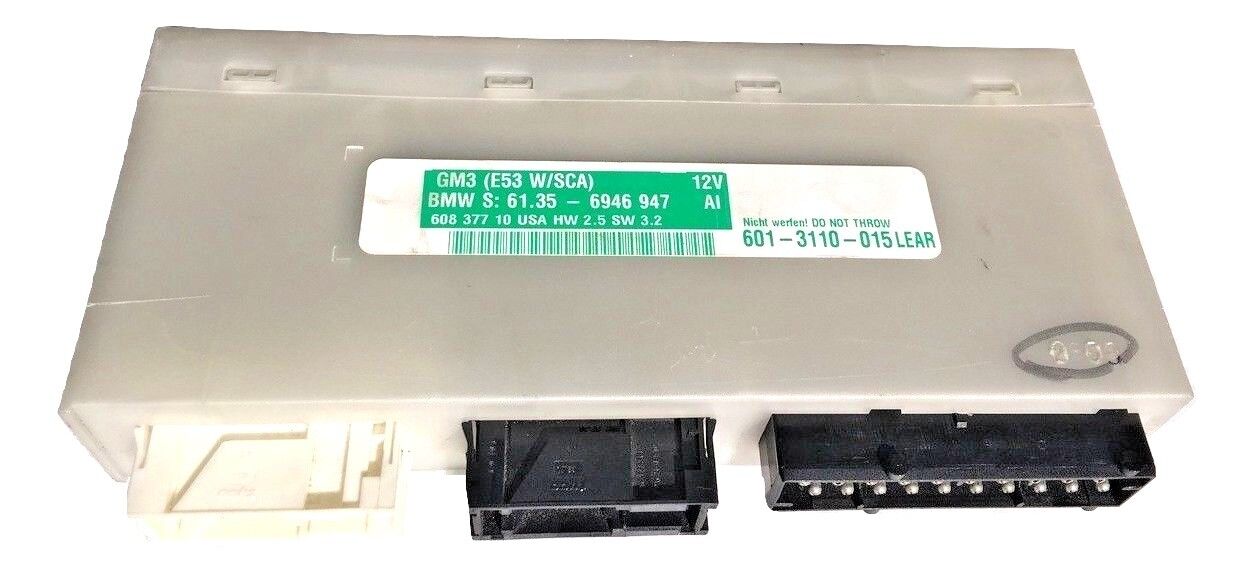 GM3 (E53 W/SCA) 12V
BMW S: 61.35 – 6946 947 AI
608 377 10 USA HW 2.5 SW 3.2
Nicht werfen! DO NOT THROW
601–3110–015 LEAR